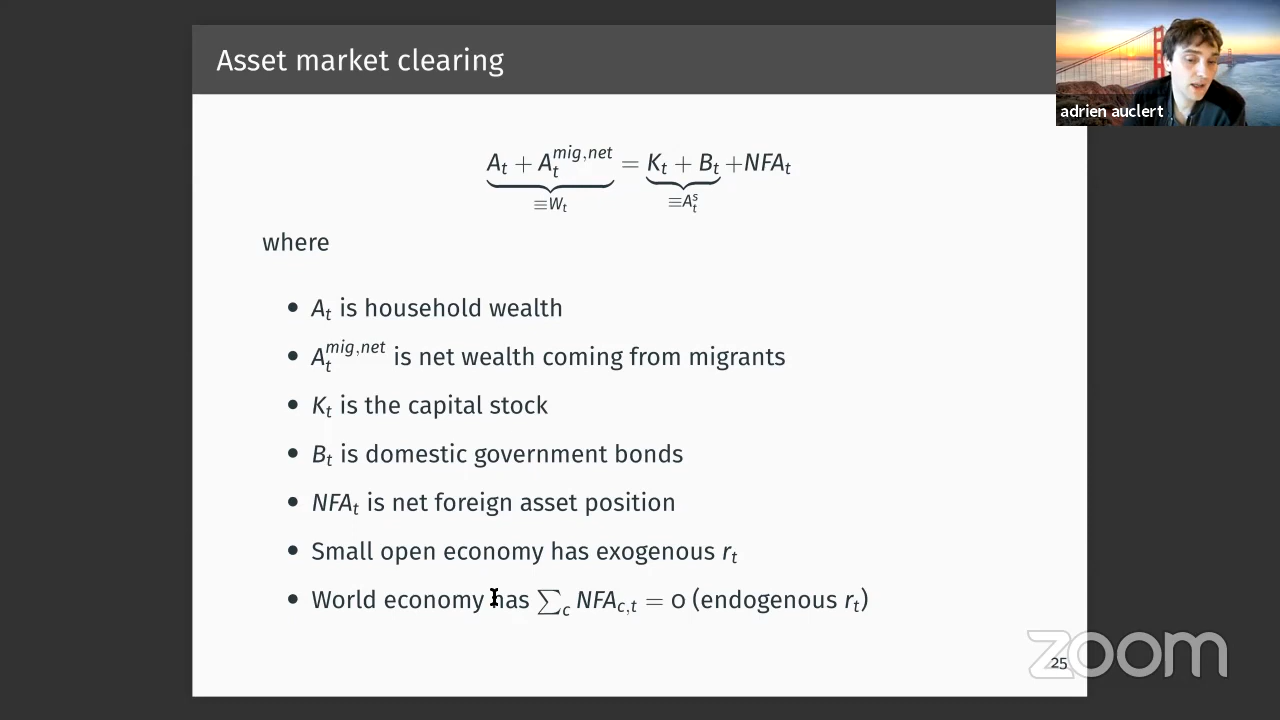 Asset market clearing
adrien auclert
A_t + A_t^{mig,net} = K_t + B_t + NFA_t
≡W_t ≡A_t^s
where
• A_t is household wealth
• A_t^{mig,net} is net wealth coming from migrants
• K_t is the capital stock
• B_t is domestic government bonds
• NFA_t is net foreign asset position
• Small open economy has exogenous r_t
• World economy has ∑_c NFA_{c,t} = 0 (endogenous r_t)
25
zoom